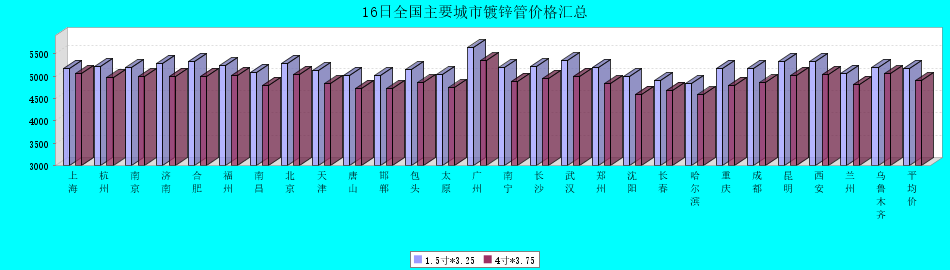 16日全国主要城市镀锌管价格汇总
5500
5000
4500
4000
3500
3000
上海
杭州
南京
济南
合肥
福州
南昌
北京
天津
唐山
邯郸
包头
太原
广州
南宁
长沙
武汉
郑州
沈阳
长春
哈尔滨
重庆
成都
昆明
西安
兰州
乌鲁木齐
平均价
1.5寸*3.25
4寸*3.75